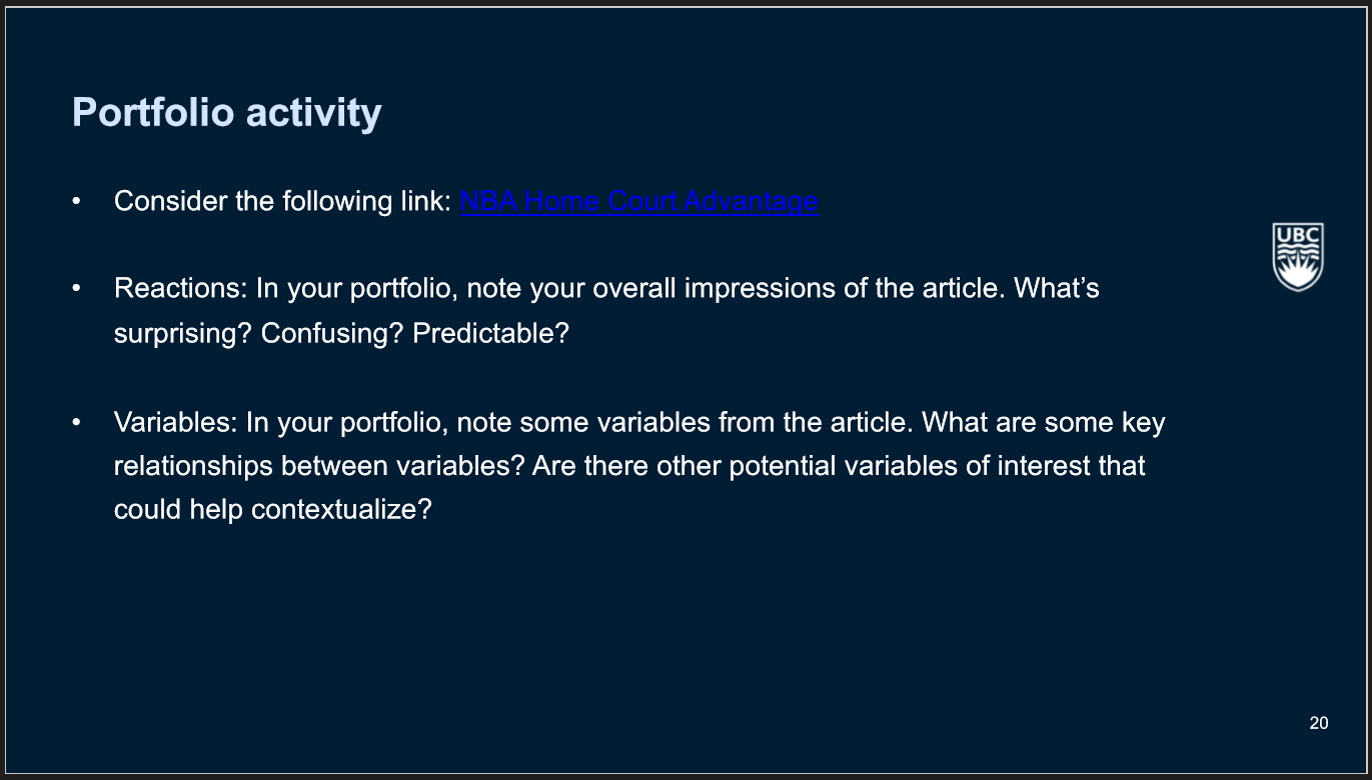 Portfolio activity
• Consider the following link: NBA Home Court Advantage
UBC
• Reactions: In your portfolio, note your overall impressions of the article. What’s
surprising? Confusing? Predictable?
• Variables: In your portfolio, note some variables from the article. What are some key
relationships between variables? Are there other potential variables of interest that
could help contextualize?
20